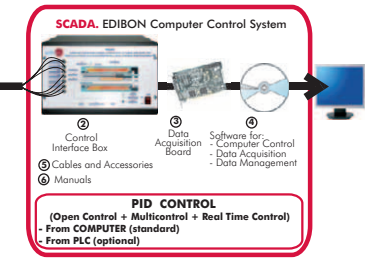 SCADA. EDIBON Computer Control System
②
Control
Interface Box
③
Data
Acquisition
Board
④
Software for:
- Computer Control
- Data Acquisition
- Data Management
⑤ Cables and Accessories
⑥ Manuals
PID CONTROL
(Open Control + Multicontrol + Real Time Control)
- From COMPUTER (standard)
- From PLC (optional)